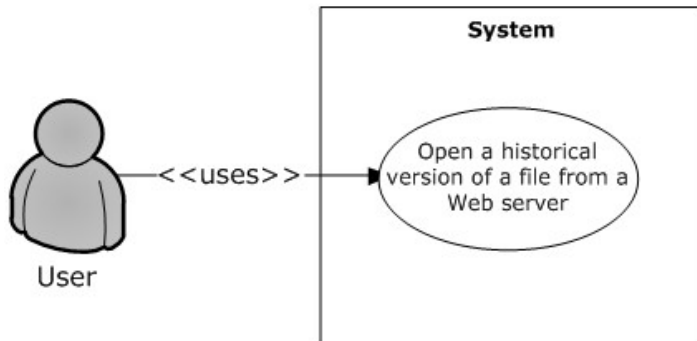 System
<<uses>>
Open a historical
version of a file from a
Web server
User